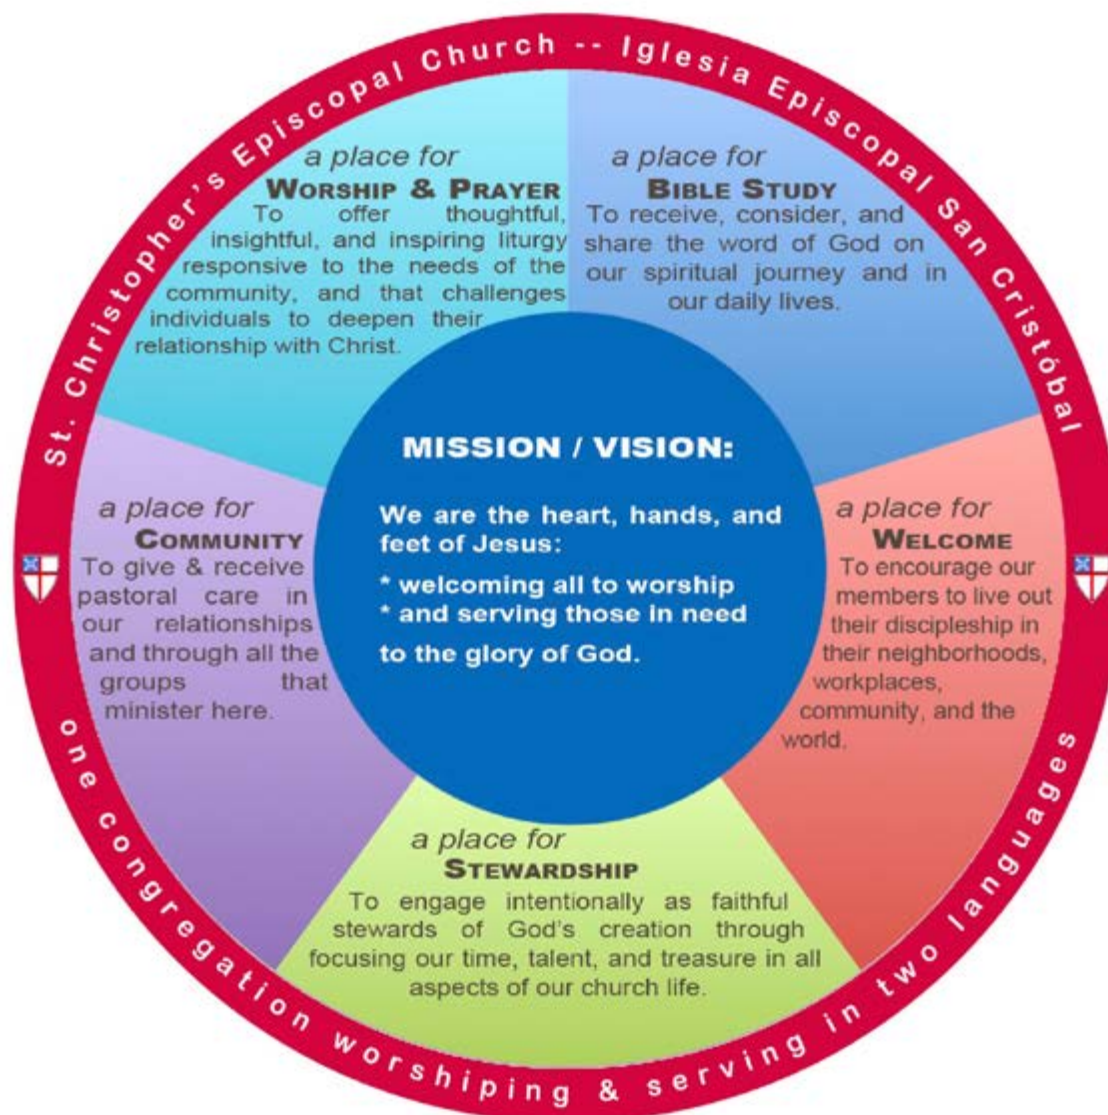 St. Christopher's Episcopal Church -- Iglesia Episcopal San Cristóbal
a place for
WORSHIP & PRAYER
To offer thoughtful,
insightful, and inspiring liturgy
responsive to the needs of the
community, and that challenges
individuals to deepen their
relationship with Christ.
a place for
BIBLE STUDY
To receive, consider, and
share the word of God on
our spiritual journey and in
our daily lives.
MISSION / VISION:
We are the heart, hands, and
feet of Jesus:
* welcoming all to worship
* and serving those in need
to the glory of God.
a place for
COMMUNITY
To give & receive
pastoral care in
our relationships
and through all the
groups that
minister here.
a place for
WELCOME
To encourage our
members to live out
their discipleship in
their neighborhoods,
workplaces,
community, and the
world.
a place for
STEWARDSHIP
To engage intentionally as faithful
stewards of God's creation through
focusing our time, talent, and treasure in all
aspects of our church life.
one congregation worshiping & serving in two languages